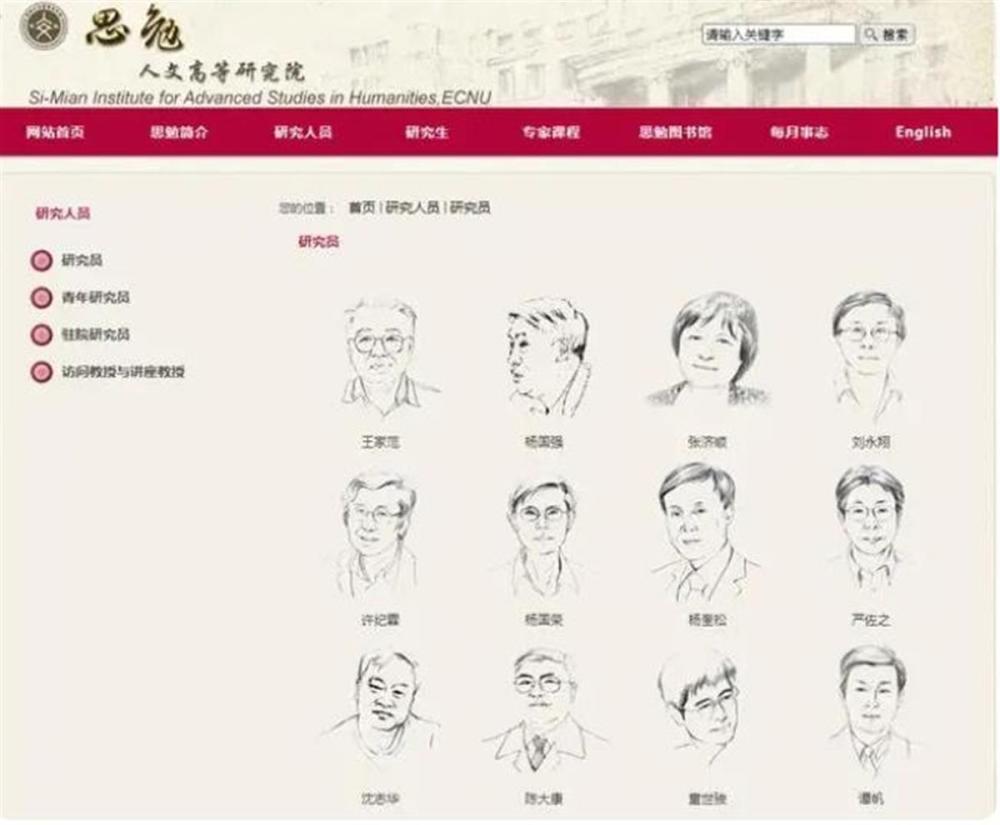 思勉
人文高等研究院
Si-Mian Institute for Advanced Studies in Humanities,ECNU
请输入关键字 搜索
网站首页 思勉简介 研究人员 研究生 专家课程 思勉图书馆 每月事志 English
研究人员
您的位置： 首页 | 研究人员 | 研究员
研究员
研究员
青年研究员
驻院研究员
访问教授与讲座教授
王家范 杨国强 张济顺 刘永翔
许纪霖 杨国荣 杨奎松 严佐之
沈志华 陈大康 童世骏 谭帆